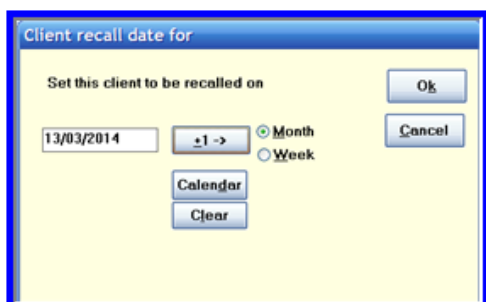 Client recall date for
Set this client to be recalled on
Ok
13/03/2014
±1 ->
Month
Cancel
Week
Calendar
Clear